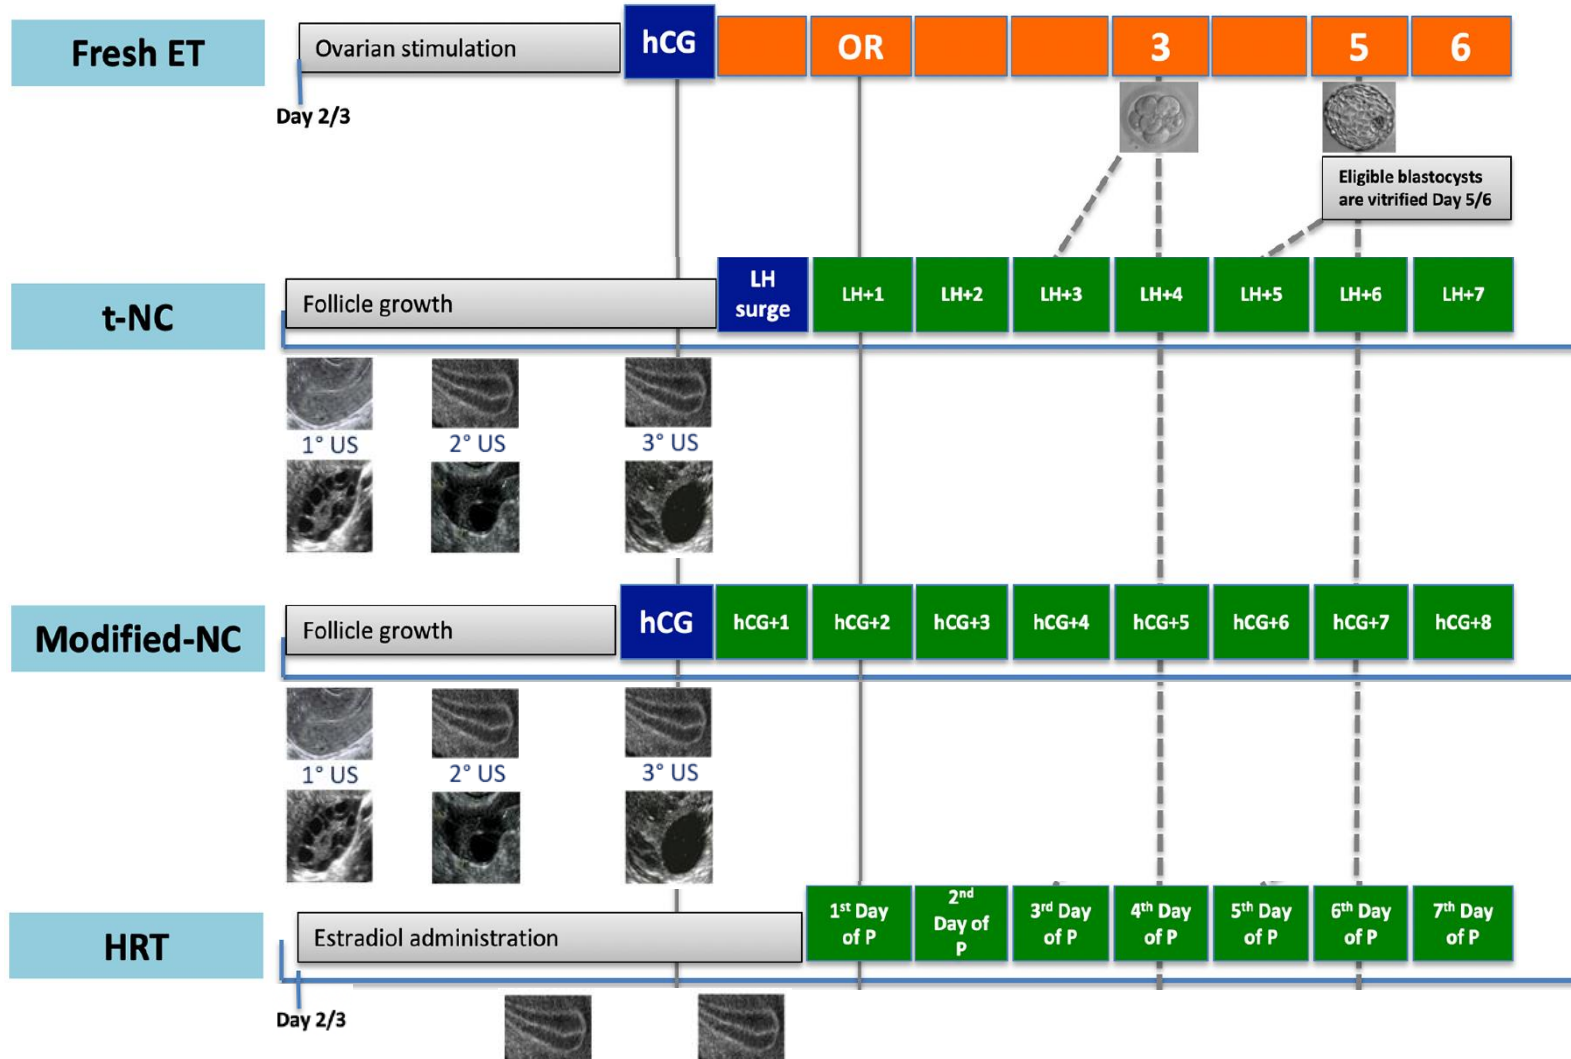 Fresh ET
Ovarian stimulation
hCG
OR
3
5
6
Day 2/3
Eligible blastocysts
are vitrified Day 5/6
t-NC
Follicle growth
LH
surge
LH+1
LH+2
LH+3
LH+4
LH+5
LH+6
LH+7
1° US
2° US
3° US
Modified-NC
Follicle growth
hCG
hCG+1
hCG+2
hCG+3
hCG+4
hCG+5
hCG+6
hCG+7
hCG+8
1° US
2° US
3° US
HRT
Estradiol administration
1st Day
of P
2nd
Day of
P
3rd Day
of P
4th Day
of P
5th Day
of P
6th Day
of P
7th Day
of P
Day 2/3